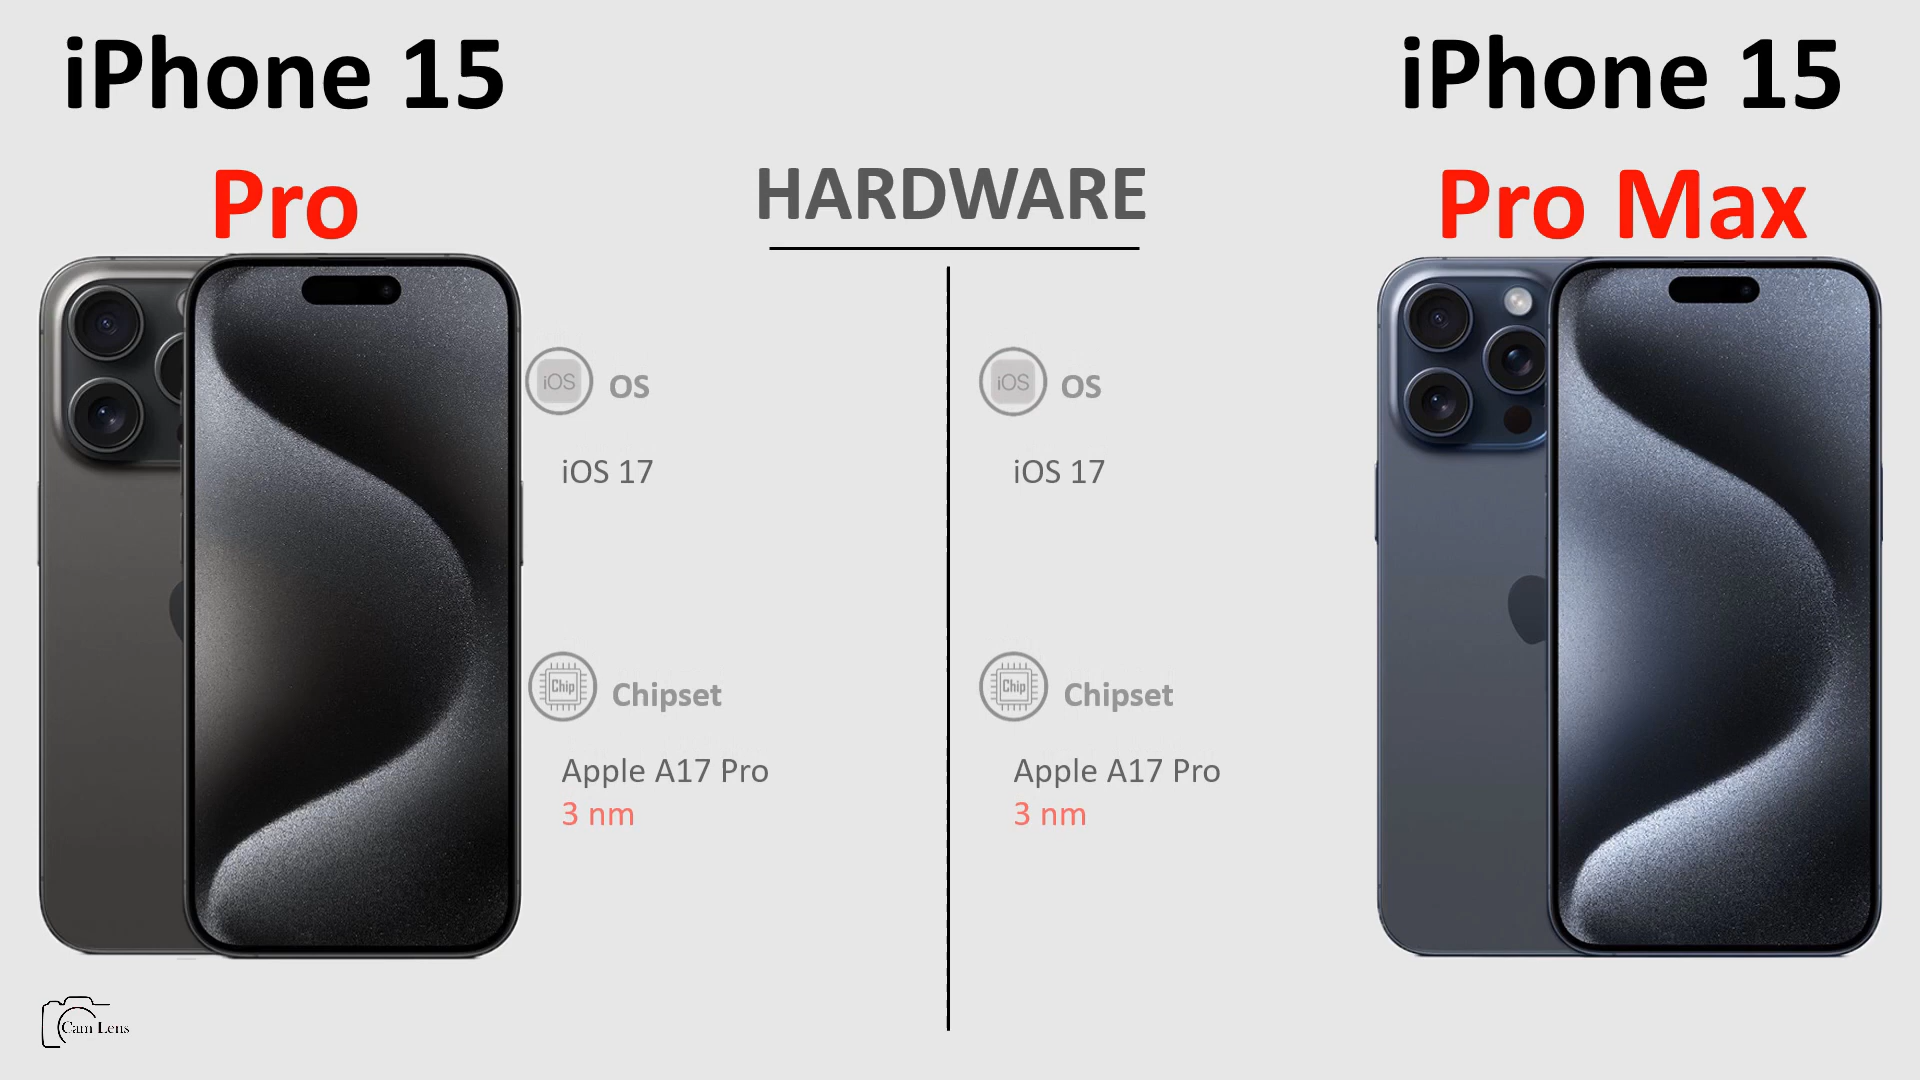 iPhone 15
Pro
iPhone 15
Pro Max
HARDWARE
iOS OS
iOS 17
Chip Chipset
Apple A17 Pro
3 nm
iOS OS
iOS 17
Chip Chipset
Apple A17 Pro
3 nm
Cam Lens